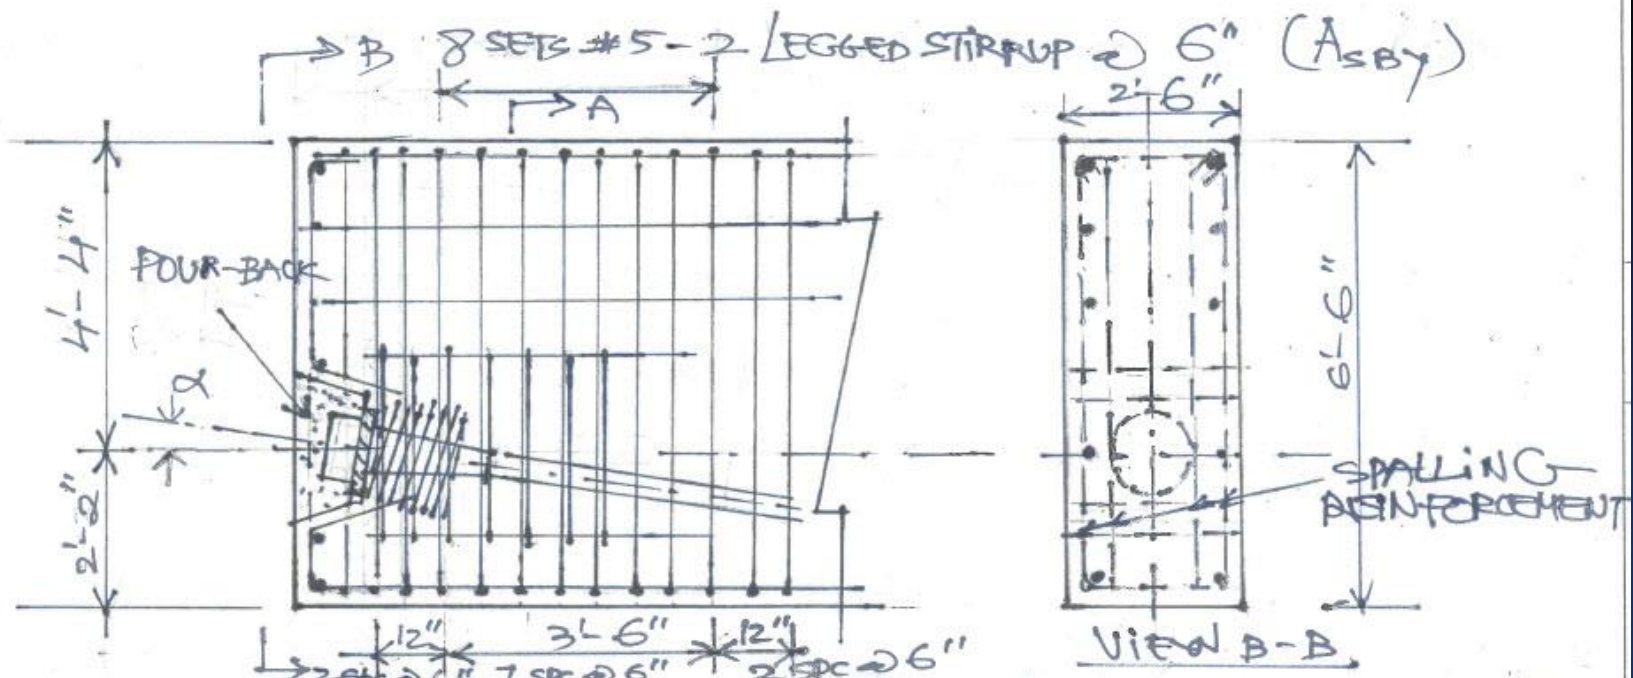 B 8 SETS #5-2 LEGGED STIRRUP @ 6" (ASBY)
A
2'-6"
4'-4"
POUR-BACK
α
2'-2"
6'-6"
SPALLING
REINFORCEMENT
12" 3'-6" 12"
7 SPC @ 6" 2 SPC @ 6"
VIEW B-B